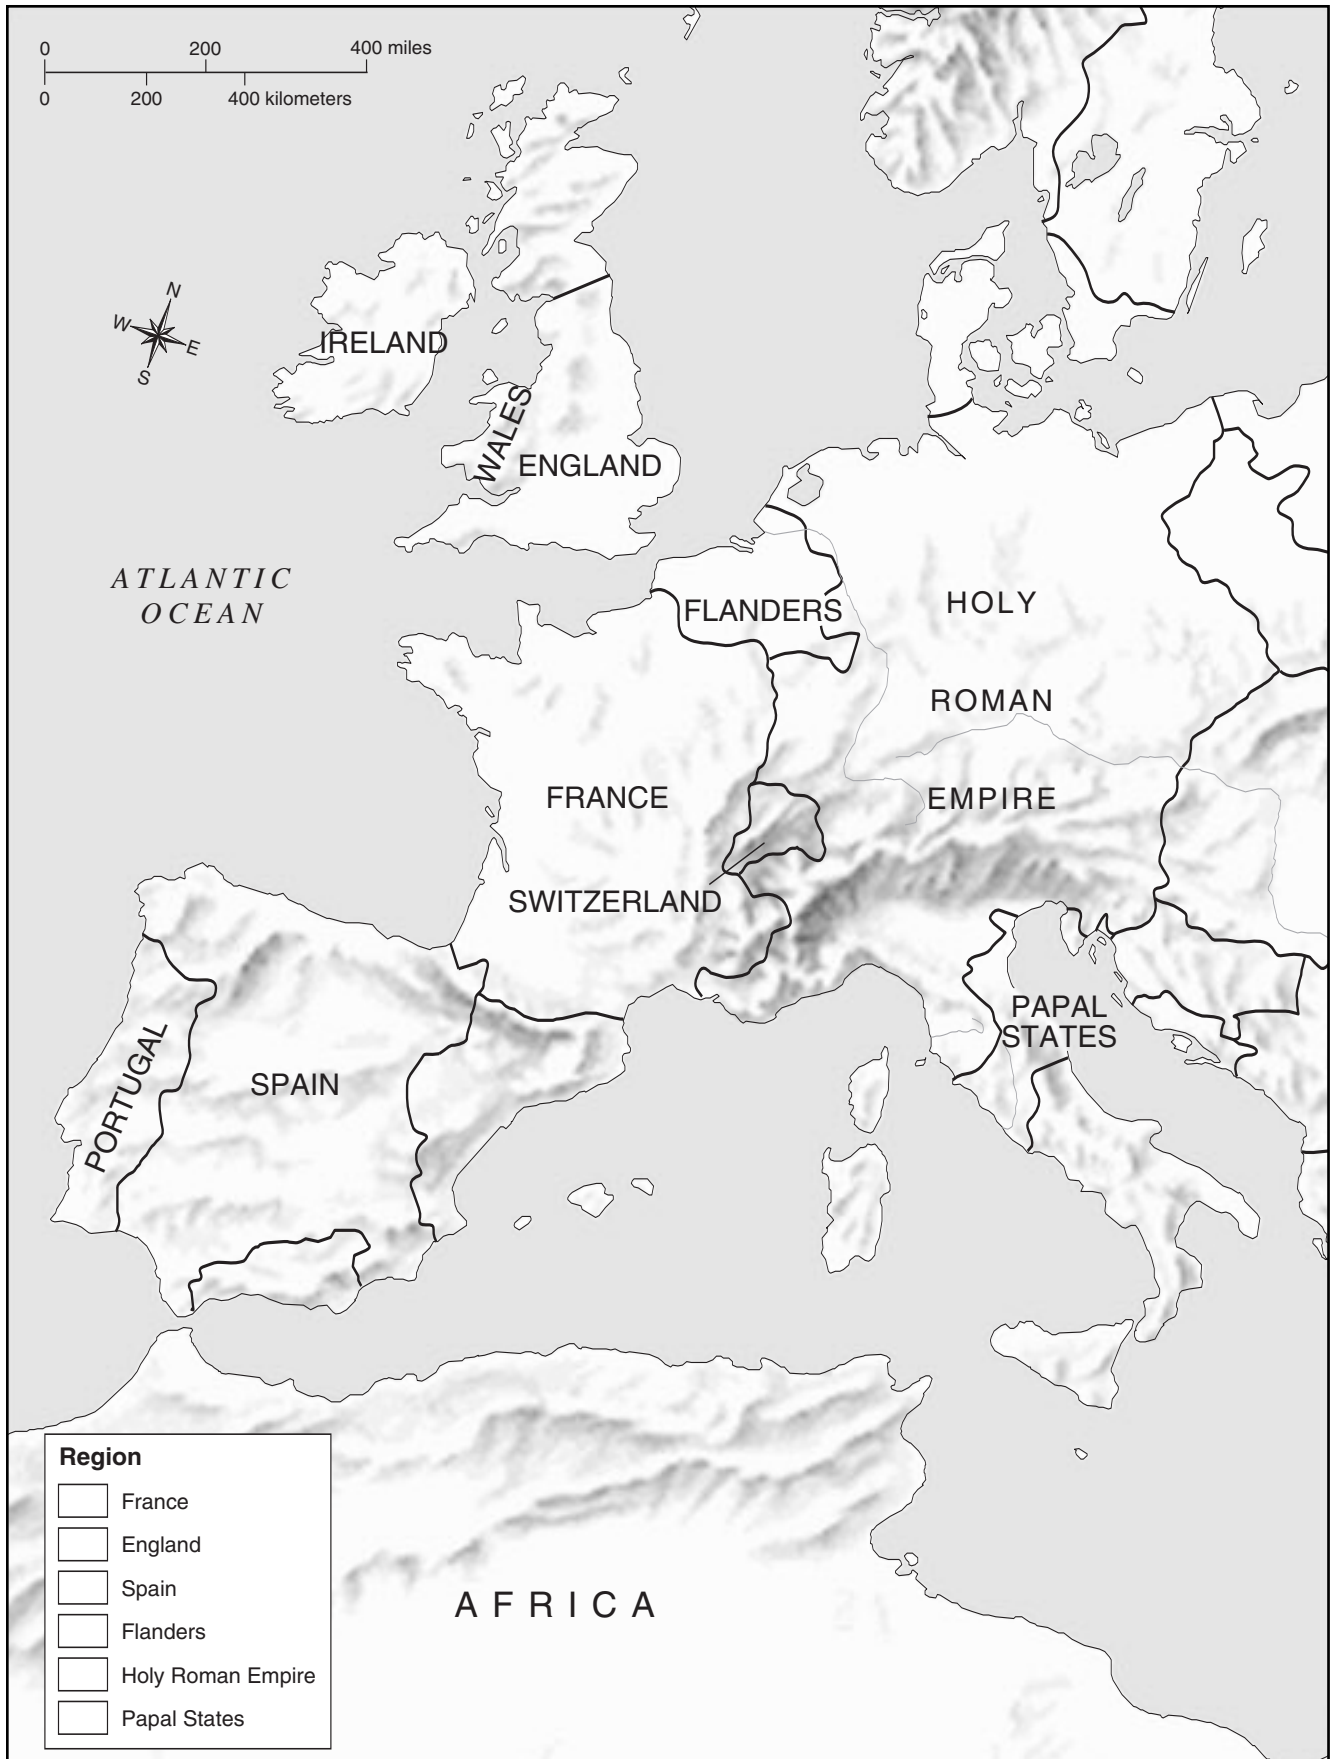 0 200 400 miles
0 200 400 kilometers
N
W
E
S
IRELAND
WALES
ENGLAND
ATLANTIC
OCEAN
FLANDERS
HOLY
ROMAN
EMPIRE
FRANCE
SWITZERLAND
PAPAL
STATES
PORTUGAL
SPAIN
AFRICA
Region
France
England
Spain
Flanders
Holy Roman Empire
Papal States